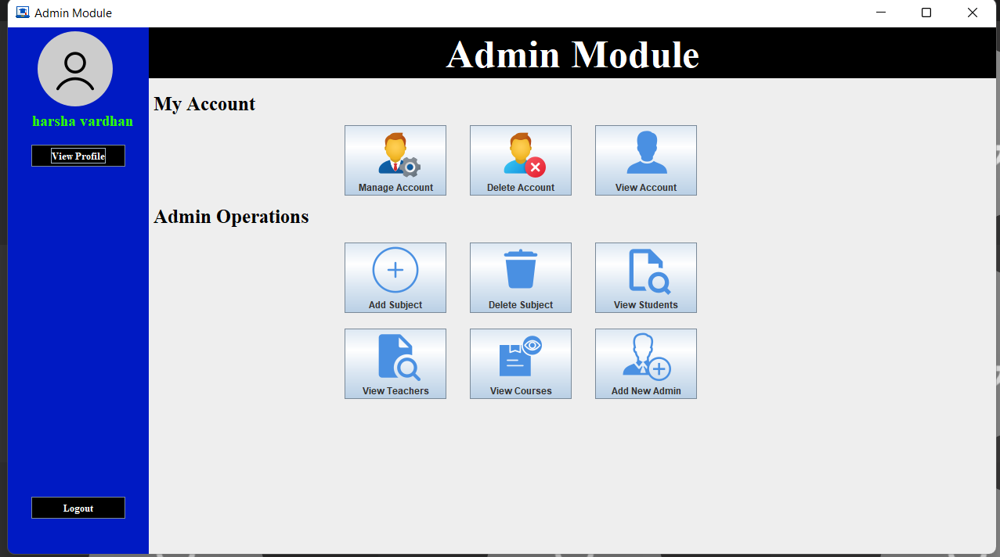 Admin Module
Admin Module
harsha vardhan
View Profile
Logout
My Account
Manage Account
Delete Account
View Account
Admin Operations
Add Subject
Delete Subject
View Students
View Teachers
View Courses
Add New Admin